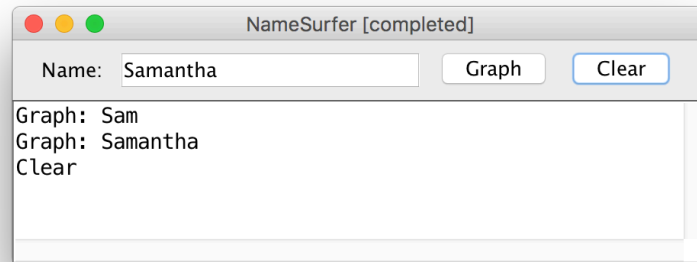 NameSurfer [completed]
Name: Samantha Graph Clear
Graph: Sam
Graph: Samantha
Clear